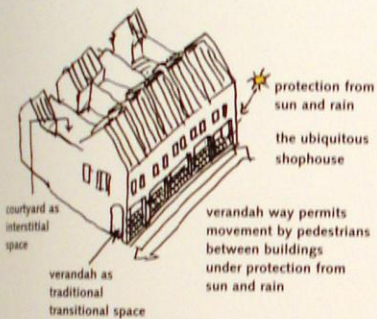 protection from
sun and rain
the ubiquitous
shophouse
courtyard as
interstitial
space
verandah way permits
movement by pedestrians
between buildings
under protection from
sun and rain
verandah as
traditional
transitional space